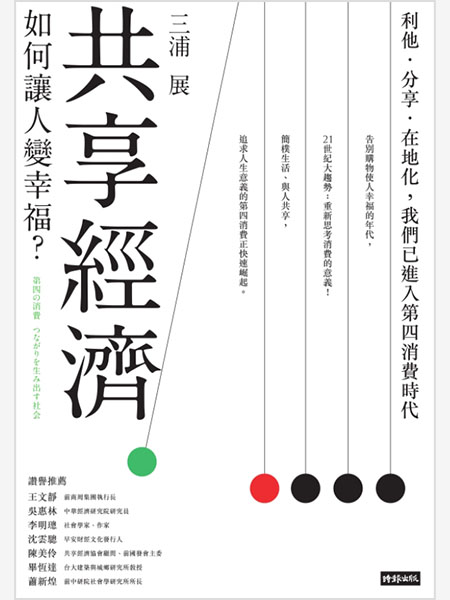 利他．分享．在地化，我們已進入第四消費時代
告別購物使人幸福的年代，
21世紀大趨勢：重新思考消費的意義！
簡樸生活、與人共享，
追求人生意義的第四消費正快速崛起。
三浦 展
共享經濟
如何讓人變幸福？
第四の消費 つながりを生み出す社会
讚譽推薦
王文靜 前商周集團執行長
吳惠林 中華經濟研究院研究員
李明璁 社會學家、作家
沈雲驄 早安財經文化發行人
陳美伶 共享經濟協會顧問、前國發會主委
畢恆達 台大建築與城鄉研究所教授
蕭新煌 前中研院社會學研究所所長
時報出版